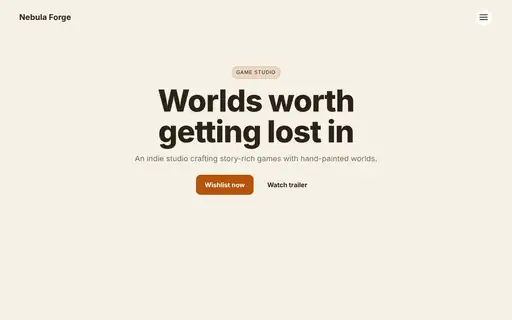 Nebula Forge
GAME STUDIO
Worlds worth
getting lost in
An indie studio crafting story-rich games with hand-painted worlds.
Wishlist now
Watch trailer